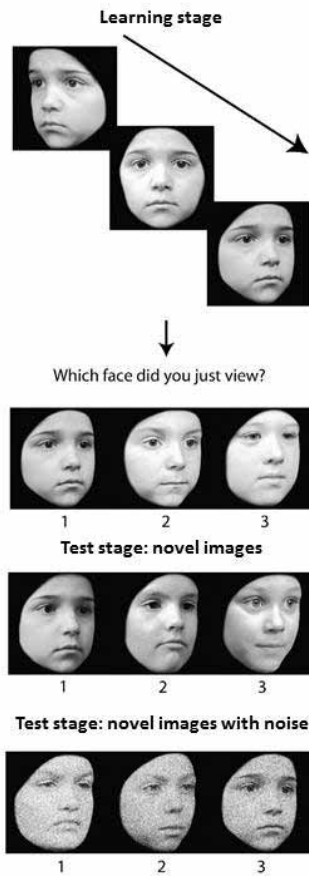 Learning stage
Which face did you just view?
1 2 3
Test stage: novel images
1 2 3
Test stage: novel images with noise
1 2 3